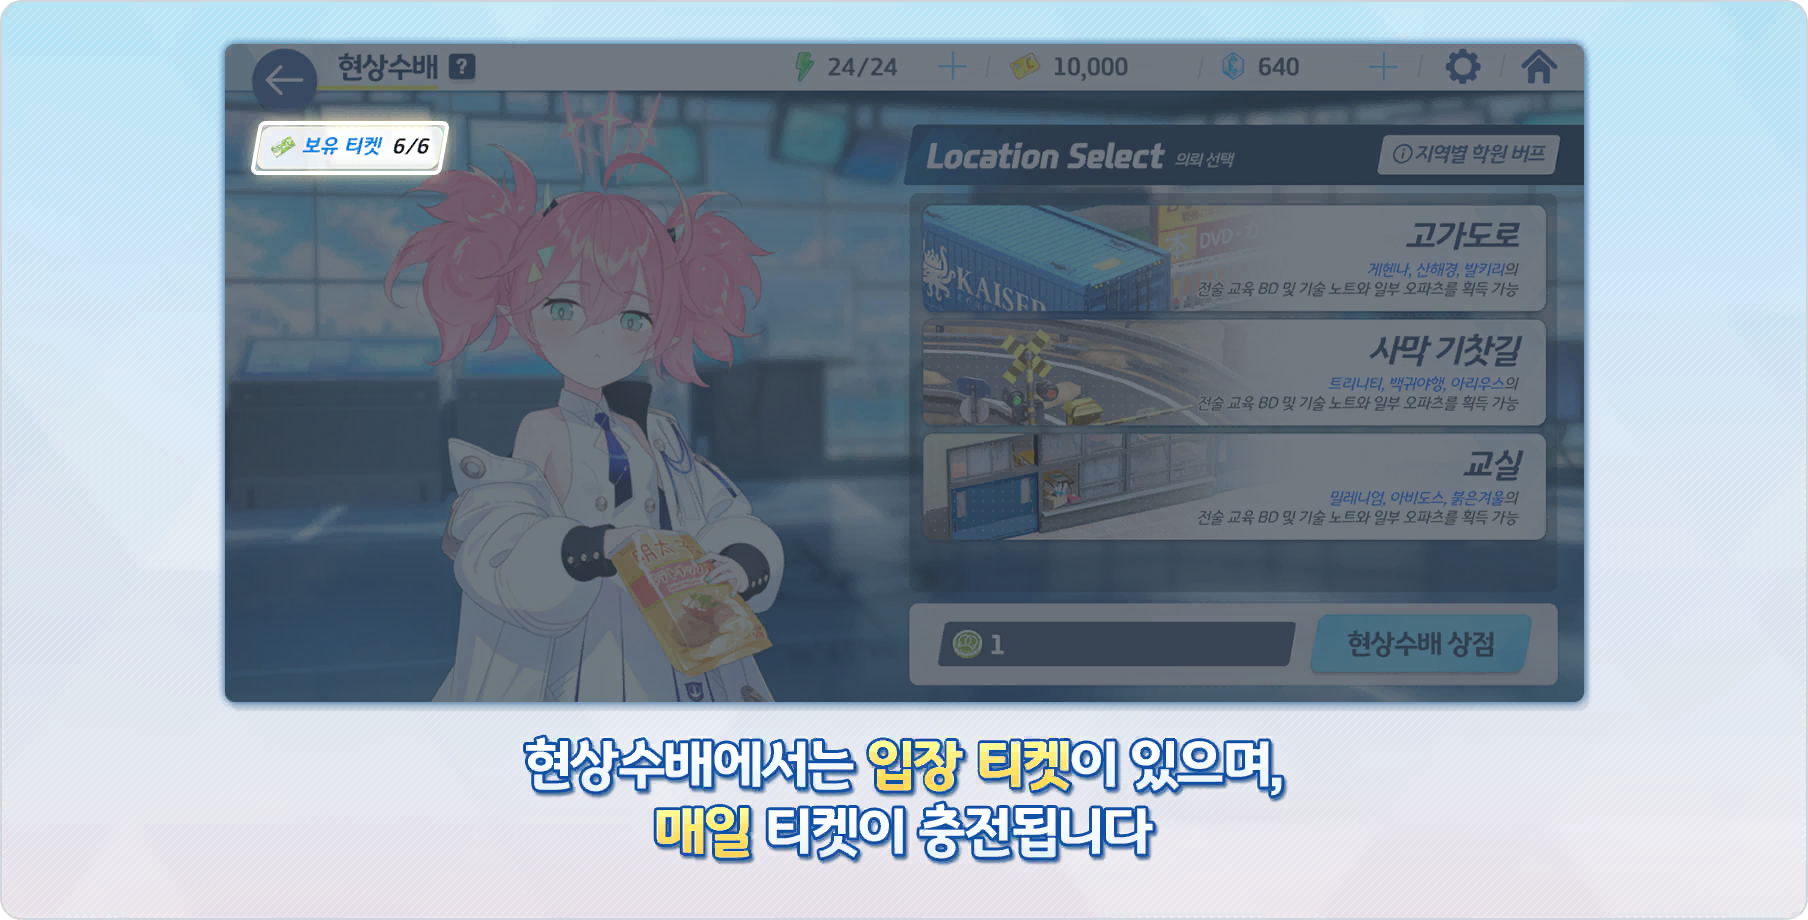 현상수배 ?
24/24
10,000
640
보유 티켓 6/6
Location Select 의뢰 선택
지역별 학원 버프
고가도로
게헨나, 산해경, 발키리의
전술 교육 BD 및 기술 노트와 일부 오파츠를 획득 가능
KAISER
DVD
사막 기찻길
트리니티, 백귀야행, 아리우스의
전술 교육 BD 및 기술 노트와 일부 오파츠를 획득 가능
교실
밀레니엄, 아비도스, 붉은겨울의
전술 교육 BD 및 기술 노트와 일부 오파츠를 획득 가능
明太
1
현상수배 상점
현상수배에서는 입장 티켓이 있으며,
매일 티켓이 충전됩니다